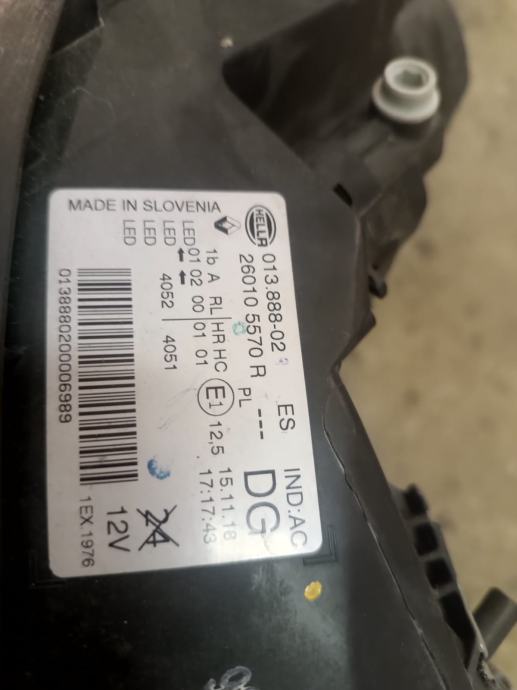 MADE IN SLOVENIA
HELLA 013.888-02 ES IND:AC
26010 5570 R PL --- DG
1b A RL HR HC E1 12,5 15.11.18
LED 01 02 00 01 01 17:17:43
LED 4052 4051 24
LED 12V
013888020006989 1EX.1976